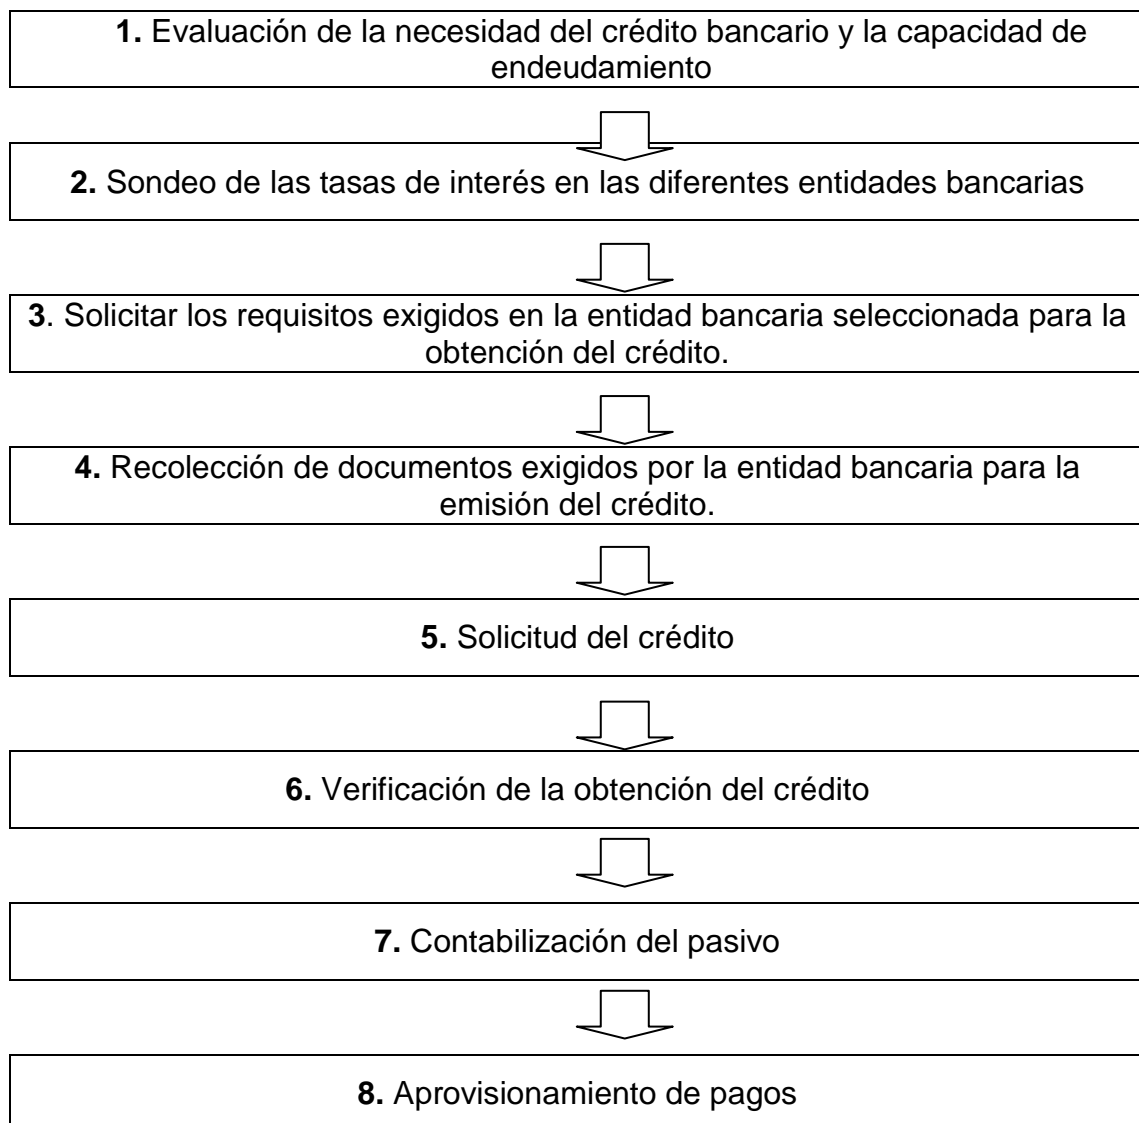 1. Evaluación de la necesidad del crédito bancario y la capacidad de
endeudamiento
2. Sondeo de las tasas de interés en las diferentes entidades bancarias
3. Solicitar los requisitos exigidos en la entidad bancaria seleccionada para la
obtención del crédito.
4. Recolección de documentos exigidos por la entidad bancaria para la
emisión del crédito.
5. Solicitud del crédito
6. Verificación de la obtención del crédito
7. Contabilización del pasivo
8. Aprovisionamiento de pagos